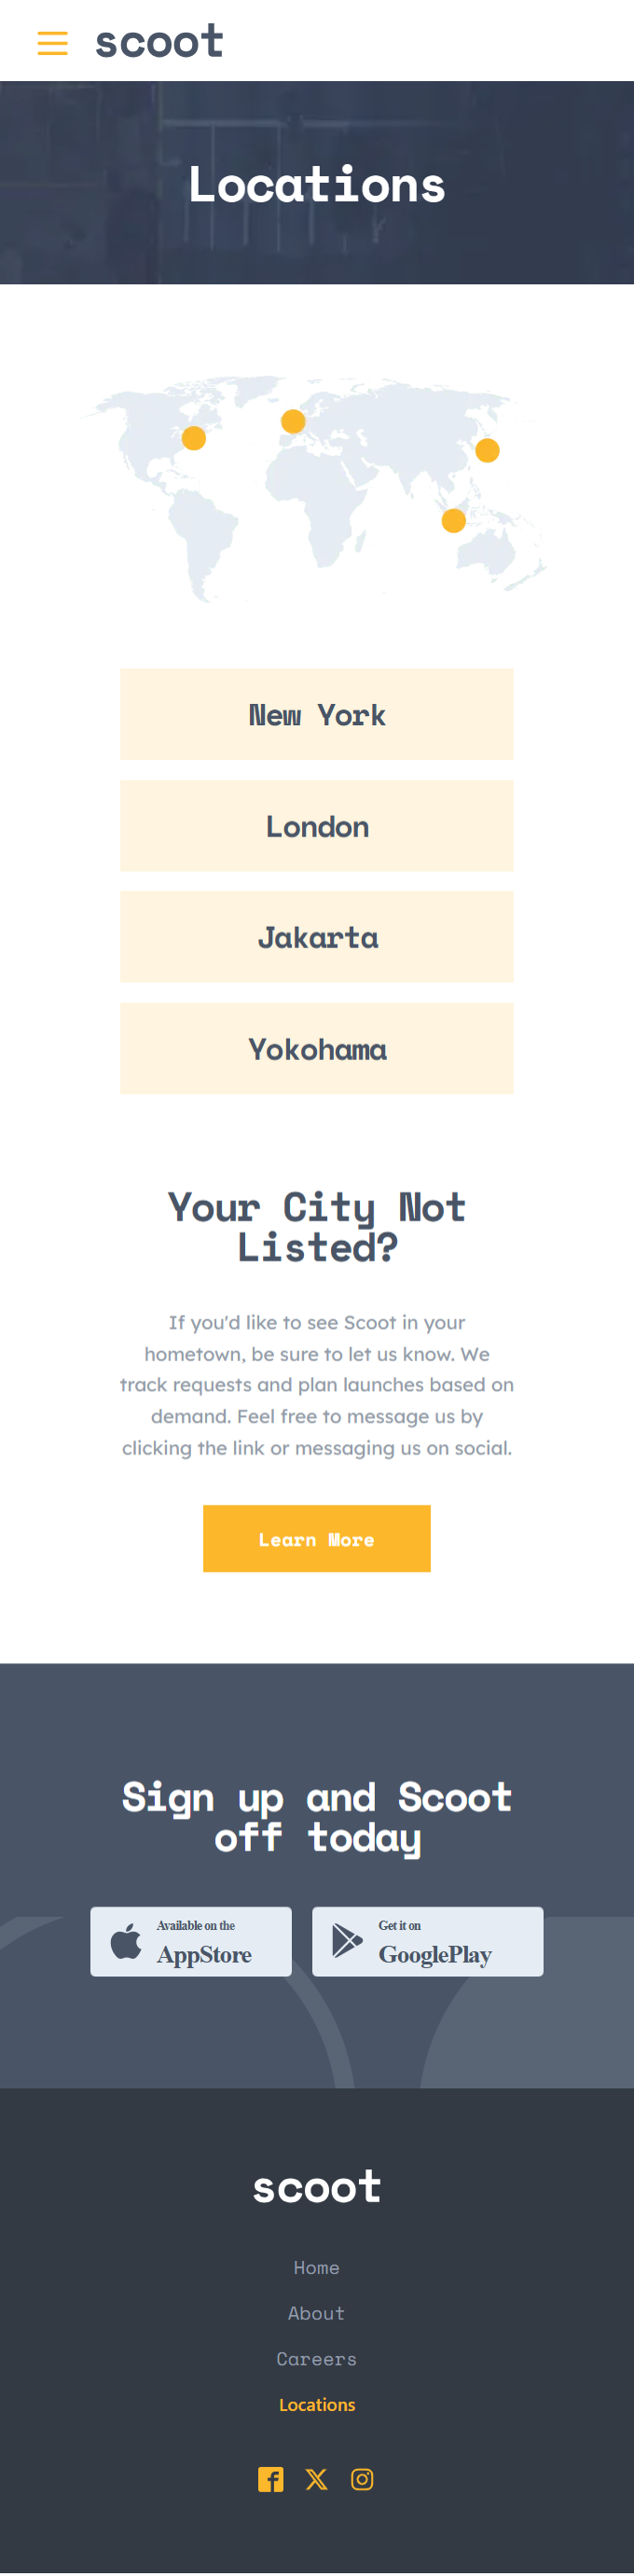 scoot
Locations
New York
London
Jakarta
Yokohama
Your City Not
Listed?
If you'd like to see Scoot in your
hometown, be sure to let us know. We
track requests and plan launches based on
demand. Feel free to message us by
clicking the link or messaging us on social.
Learn More
Sign up and Scoot
off today
Available on the
AppStore
Get it on
GooglePlay
scoot
Home
About
Careers
Locations